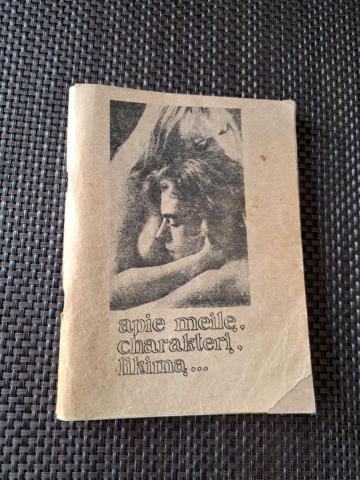 apie meilę,
charakterį,
likimą...